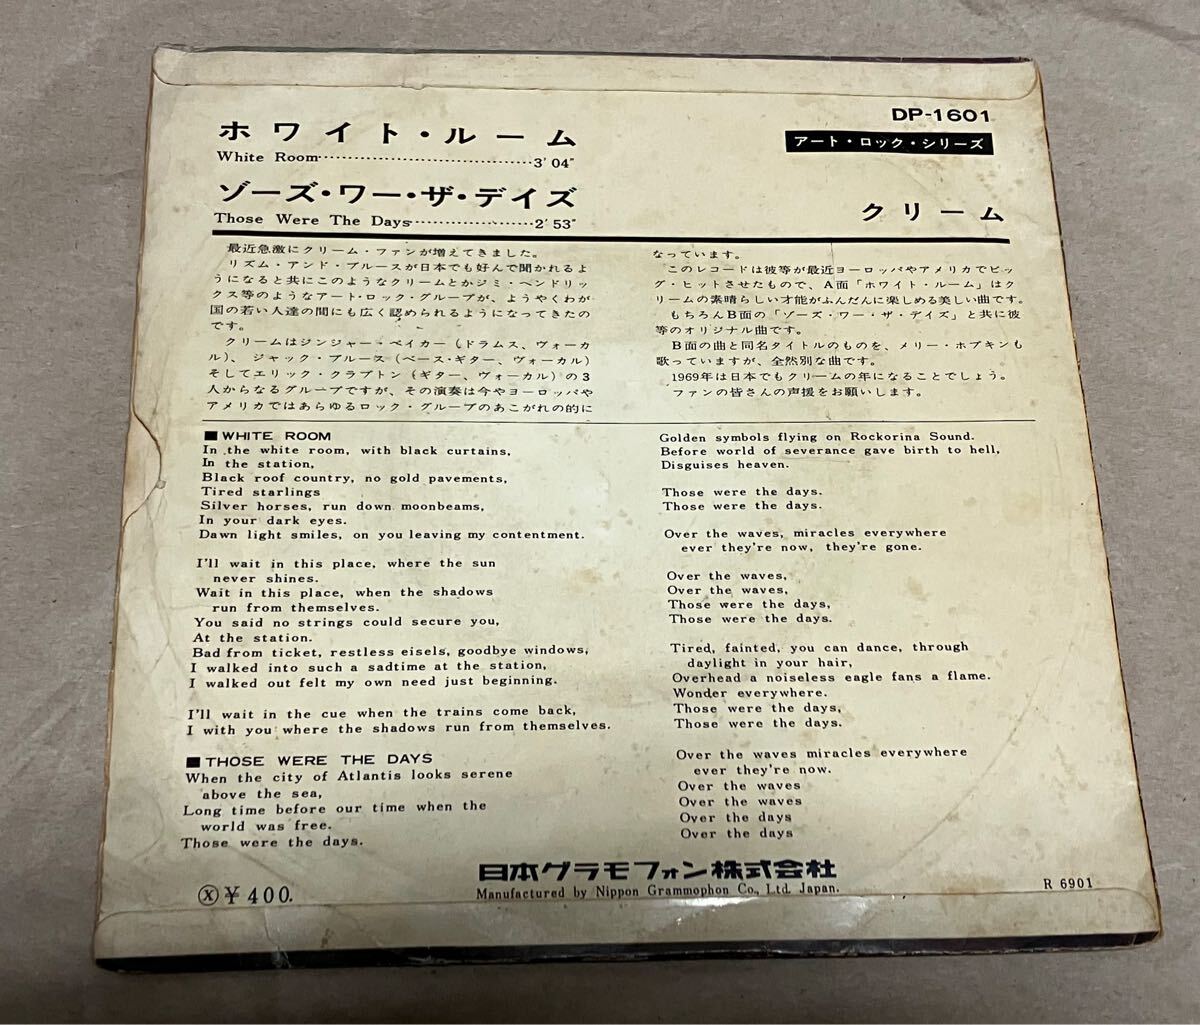 DP-1601
アート・ロック・シリーズ
ホワイト・ルーム
White Room……………………………3′04″
ゾーズ・ワー・ザ・デイズ
Those Were The Days………………2′53″
クリーム
最近急激にクリーム・ファンが増えてきました。
リズム・アンド・ブルースが日本でも好んで聞かれるよ
うになると共にこのようなクリームとかジミ・ヘンドリッ
クス等のようなアート・ロック・グループが、ようやくわが
国の若い人達の間にも広く認められるようになってきたの
です。
クリームはジンジャー・ベイカー(ドラムス、ヴォーカ
ル)、ジャック・ブルース(ベース・ギター、ヴォーカル)
そしてエリック・クラプトン(ギター、ヴォーカル)の3
人からなるグループですが、その演奏は今やヨーロッパや
アメリカではあらゆるロック・グループのあこがれの的に
なっています。
このレコードは彼等が最近ヨーロッパやアメリカでビッ
グ・ヒットさせたもので、A面「ホワイト・ルーム」はク
リームの素晴らしい才能がふんだんに楽しめる美しい曲です。
もちろんB面の「ゾーズ・ワー・ザ・デイズ」と共に彼
等のオリジナル曲です。
B面の曲と同名タイトルのものを、メリー・ホプキンも
歌っていますが、全然別な曲です。
1969年は日本でもクリームの年になることでしょう。
ファンの皆さんの声援をお願いします。
■WHITE ROOM
In the white room, with black curtains,
In the station,
Black roof country, no gold pavements,
Tired starlings
Silver horses, run down moonbeams,
In your dark eyes.
Dawn light smiles, on you leaving my contentment.
I'll wait in this place, where the sun
never shines.
Wait in this place, when the shadows
run from themselves.
You said no strings could secure you,
At the station.
Bad from ticket, restless eisels, goodbye windows,
I walked into such a sadtime at the station,
I walked out felt my own need just beginning.
I'll wait in the cue when the trains come back,
I with you where the shadows run from themselves.
■THOSE WERE THE DAYS
When the city of Atlantis looks serene
above the sea,
Long time before our time when the
world was free.
Those were the days.
Golden symbols flying on Rockorina Sound.
Before world of severance gave birth to hell,
Disguises heaven.
Those were the days.
Those were the days.
Over the waves, miracles everywhere
ever they're now, they're gone.
Over the waves,
Over the waves,
Those were the days,
Those were the days.
Tired, fainted, you can dance, through
daylight in your hair,
Overhead a noiseless eagle fans a flame.
Wonder everywhere.
Those were the days,
Those were the days.
Over the waves miracles everywhere
ever they're now.
Over the waves
Over the waves
Over the days
Over the days
日本グラモフォン株式会社
Manufactured by Nippon Grammophon Co., Ltd. Japan.
Ⓧ¥400.
R 6901